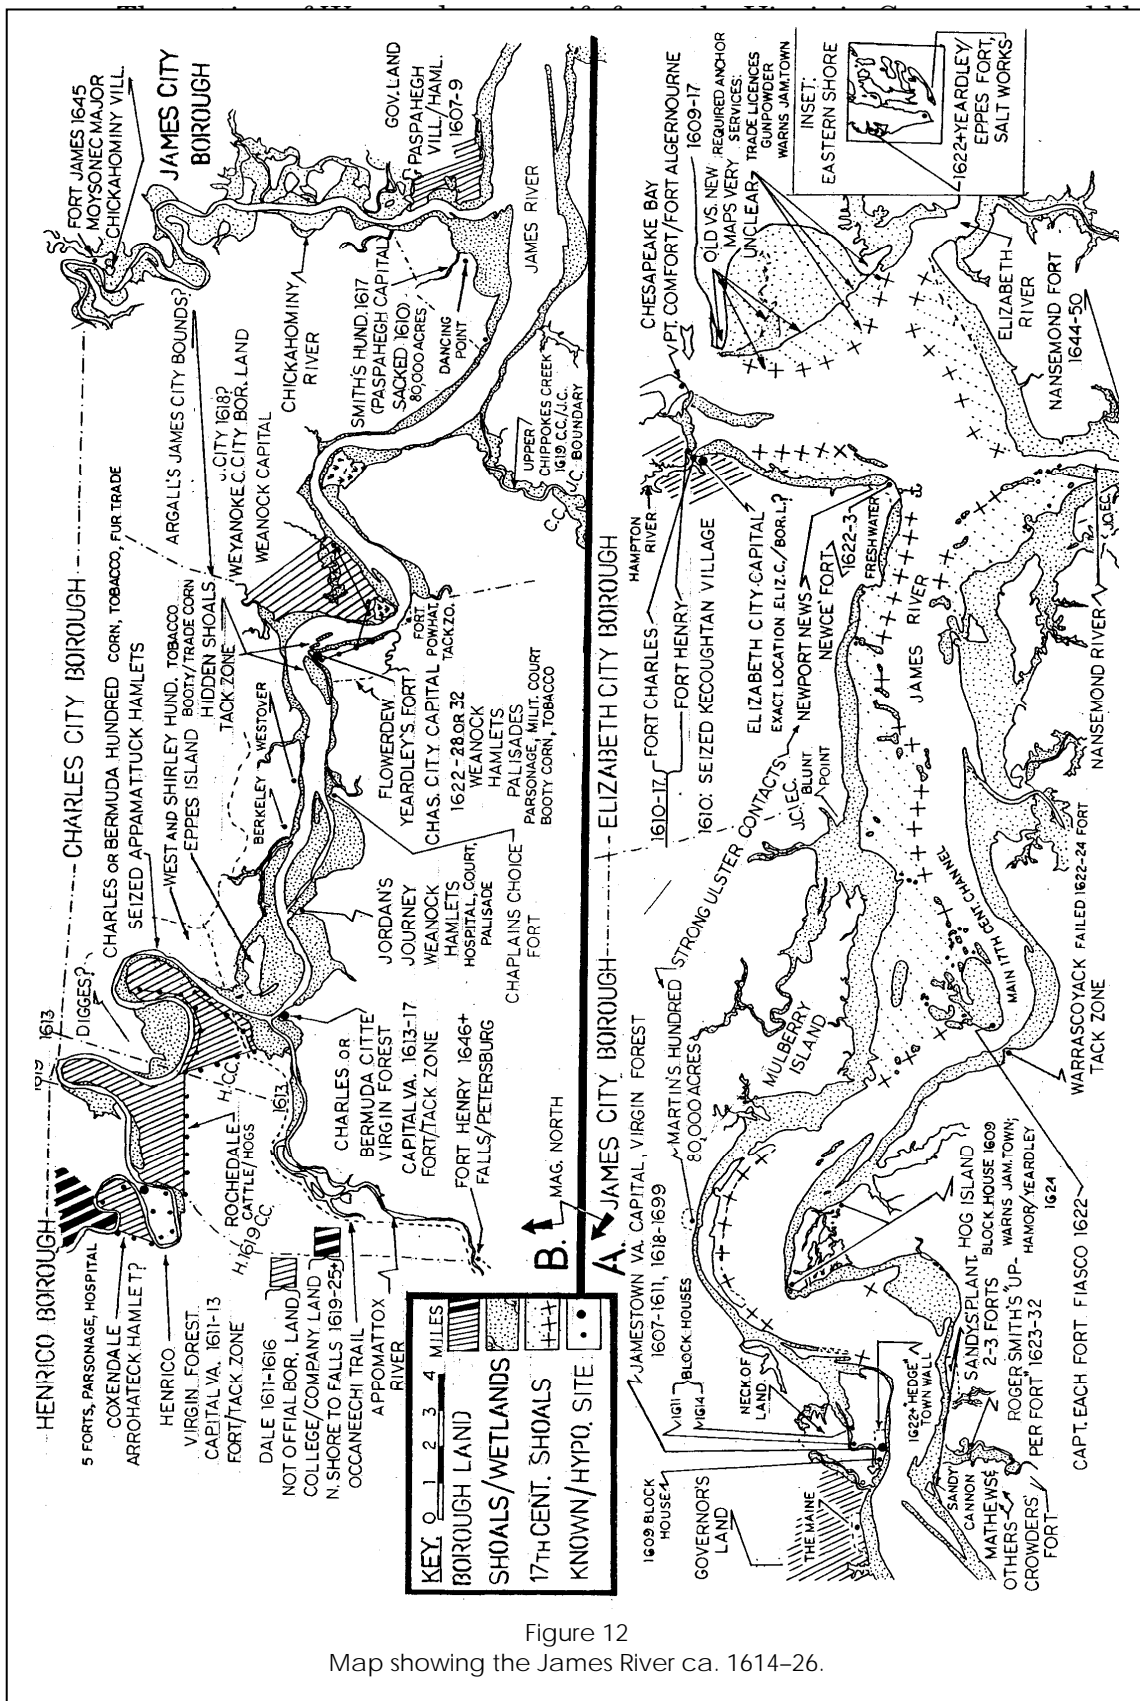 HENRICO BOROUGH
CHARLES CITY BOROUGH
JAMES CITY
BOROUGH
5 FORTS, PARSONAGE, HOSPITAL
COXENDALE
ARROHATECK HAMLET?
HENRICO
VIRGIN FOREST
CAPITAL VA. 1611-13
FORT/TACK ZONE
DALE 1611-1616
NOT OFFIAL BOR. LAND
COLLEGE/COMPANY LAND
N. SHORE TO FALLS 1619-25+
OCCANEECHI TRAIL
APPOMATTOX
RIVER
1619
1613
DIGGES?
H.C.C.
1613
ROCHEDALE
CATTLE/HOGS
H. 1619 C.C.
CHARLES OR BERMUDA HUNDRED CORN, TOBACCO, FUR TRADE
SEIZED APPAMATTUCK HAMLETS
WEST AND SHIRLEY HUND. TOBACCO
EPPES ISLAND BOOTY/TRADE CORN
HIDDEN SHOALS
TACK ZONE
BERKELEY
WESTOVER
CHARLES OR
BERMUDA CITTE
VIRGIN FOREST
CAPITAL VA. 1613-17
FORT/TACK ZONE
FORT HENRY 1646+
FALLS/PETERSBURG
JORDAN'S
JOURNEY
WEANOCK
HAMLETS
HOSPITAL, COURT,
PALISADE
CHAPLAINS CHOICE
FORT
FLOWERDEW
YEARDLEY'S FORT
CHAS. CITY CAPITAL
1622-28 OR 32
WEANOCK
HAMLETS
PALISADES
PARSONAGE, MILIT. COURT
BOOTY CORN, TOBACCO
FORT
POWHAT.
TACK ZO.
ARGALL'S JAMES CITY BOUNDS?
J.CITY 1618?
WEYANOKE C. CITY BOR. LAND
WEANOCK CAPITAL
CHICKAHOMINY
RIVER
SMITH'S HUND. 1617
(PASPAHEGH CAPITAL
SACKED 1610)
80,000 ACRES
DANCING
POINT
UPPER
CHIPPOKES CREEK
1619 C.C./J.C.
BOUNDARY
C.C.
J.C.
JAMES RIVER
FORT JAMES 1645
MOYSONEC MAJOR
CHICKAHOMINY VILL.
GOV. LAND
PASPAHEGH
VILL/HAML.
1607-9
B.
MAG. NORTH
A.
KEY 0 1 2 3 4 MILES
BOROUGH LAND
SHOALS/WETLANDS
17TH CENT. SHOALS
KNOWN/HYPO. SITE
JAMES CITY BOROUGH
ELIZABETH CITY BOROUGH
JAMESTOWN VA. CAPITAL, VIRGIN FOREST
1607-1611, 1618-1699
1609 BLOCK
HOUSE
1611
1614
BLOCK HOUSES
GOVERNOR'S
LAND
THE MAINE
NECK OF
LAND
1622+ "HEDGE"
TOWN WALL
MARTIN'S HUNDRED
80,000 ACRES
STRONG ULSTER CONTACTS
MULBERRY
ISLAND
J.C./E.C.
BLUNT
POINT
SANDYS' PLANT.
2-3 FORTS
HOG ISLAND
BLOCK HOUSE 1609
WARNS JAM.TOWN;
HAMOR/YEARDLEY
1624
ROGER SMITH'S "UP-
PER FORT" 1623-32
SANDY
CANNON
MATHEWS &
OTHERS
CROWDERS'
FORT
CAPT. EACH FORT FIASCO 1622
MAIN 17TH CENT CHANNEL
WARRASCOYACK FAILED 1622-24 FORT
TACK ZONE
1610-17
FORT CHARLES
FORT HENRY
HAMPTON
RIVER
1610: SEIZED KECOUGHTAN VILLAGE
ELIZABETH CITY CAPITAL
EXACT LOCATION ELIZ.C./BOR.L.?
NEWPORT NEWS
NEWCE' FORT
1622-3
FRESHWATER
JAMES
RIVER
NANSEMOND RIVER
J.C./E.C.
CHESAPEAKE BAY
PT. COMFORT/FORT ALGERNOURNE
1609-17
OLD VS. NEW
MAPS VERY
UNCLEAR
REQUIRED ANCHOR
SERVICES:
TRADE LICENCES
GUNPOWDER
WARNS JAM.TOWN
INSET:
EASTERN SHORE
1622+YEARDLEY/
EPPES FORT,
SALT WORKS
ELIZABETH
RIVER
NANSEMOND FORT
1644-50
Figure 12
Map showing the James River ca. 1614–26.